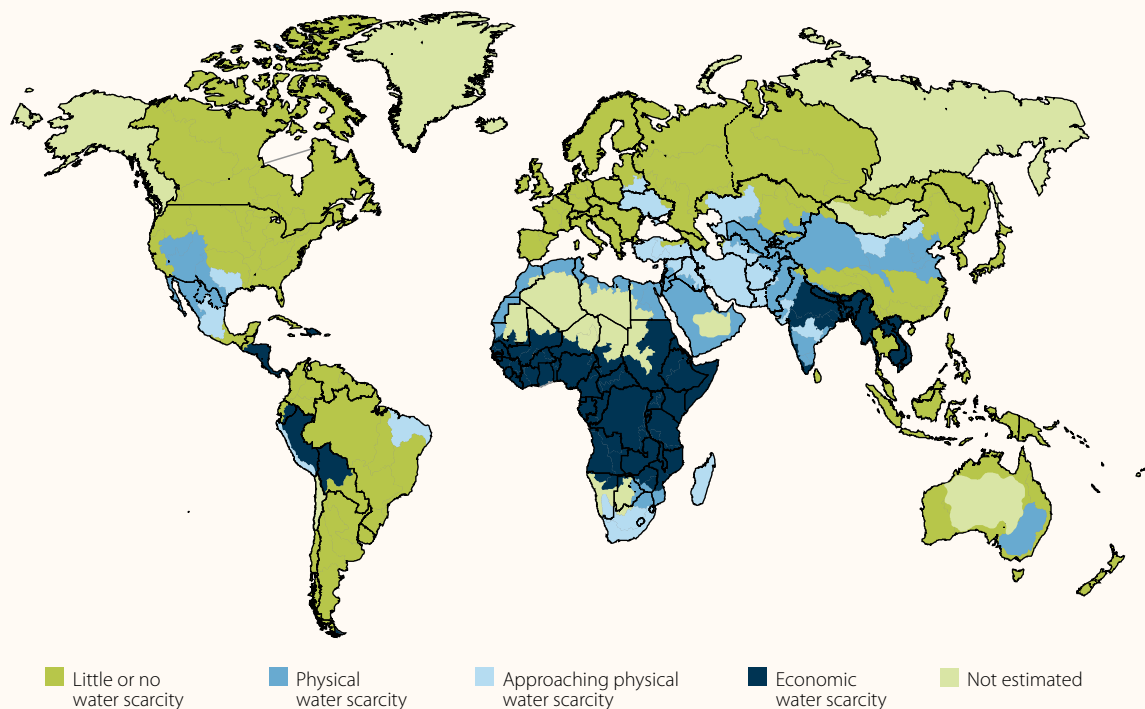 Little or no
water scarcity
Physical
water scarcity
Approaching physical
water scarcity
Economic
water scarcity
Not estimated